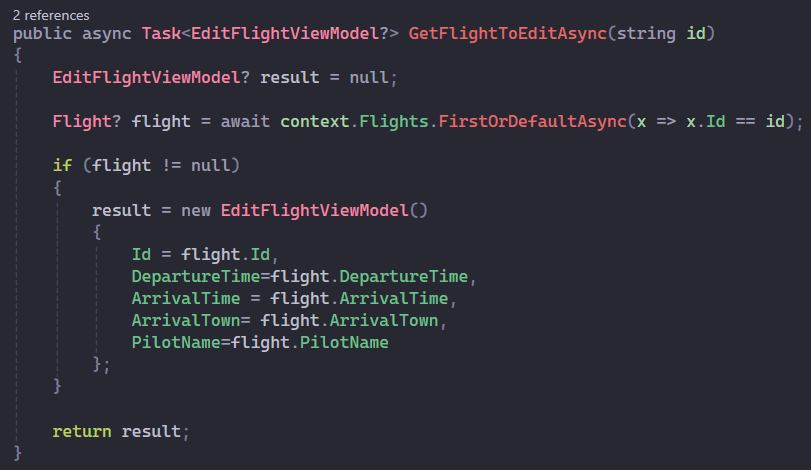 2 references
public async Task<EditFlightViewModel?> GetFlightToEditAsync(string id)
{
EditFlightViewModel? result = null;
Flight? flight = await context.Flights.FirstOrDefaultAsync(x => x.Id == id);
if (flight != null)
{
result = new EditFlightViewModel()
{
Id = flight.Id,
DepartureTime=flight.DepartureTime,
ArrivalTime = flight.ArrivalTime,
ArrivalTown= flight.ArrivalTown,
PilotName=flight.PilotName
};
}
return result;
}